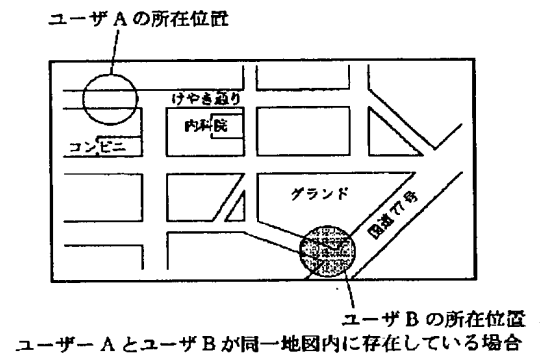 ユーザAの所在位置
けやき通り
内科院
コンビニ
グランド
国道77号
ユーザBの所在位置
ユーザーAとユーザBが同一地図内に存在している場合